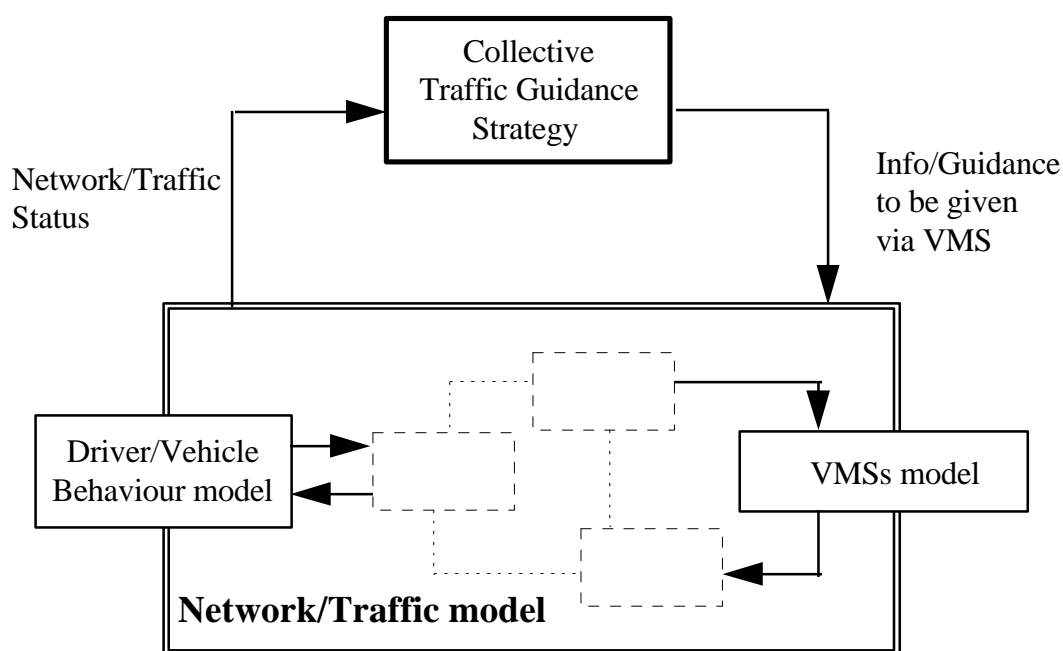 Collective
Traffic Guidance
Strategy
Network/Traffic
Status
Info/Guidance
to be given
via VMS
Driver/Vehicle
Behaviour model
VMSs model
Network/Traffic model